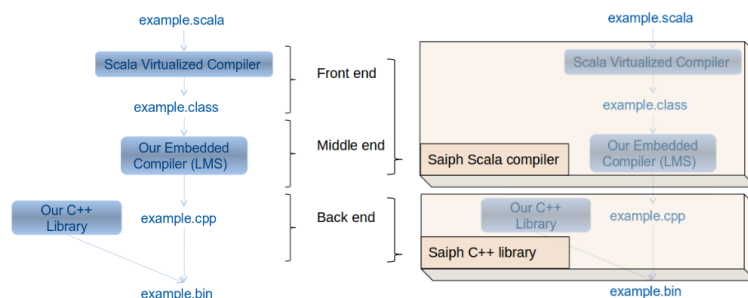 example.scala
Scala Virtualized Compiler
example.class
Our Embedded
Compiler (LMS)
Our C++
Library
example.cpp
example.bin
Front end
Middle end
Back end
example.scala
Scala Virtualized Compiler
example.class
Our Embedded
Compiler (LMS)
Saiph Scala compiler
Our C++
Library
example.cpp
Saiph C++ library
example.bin